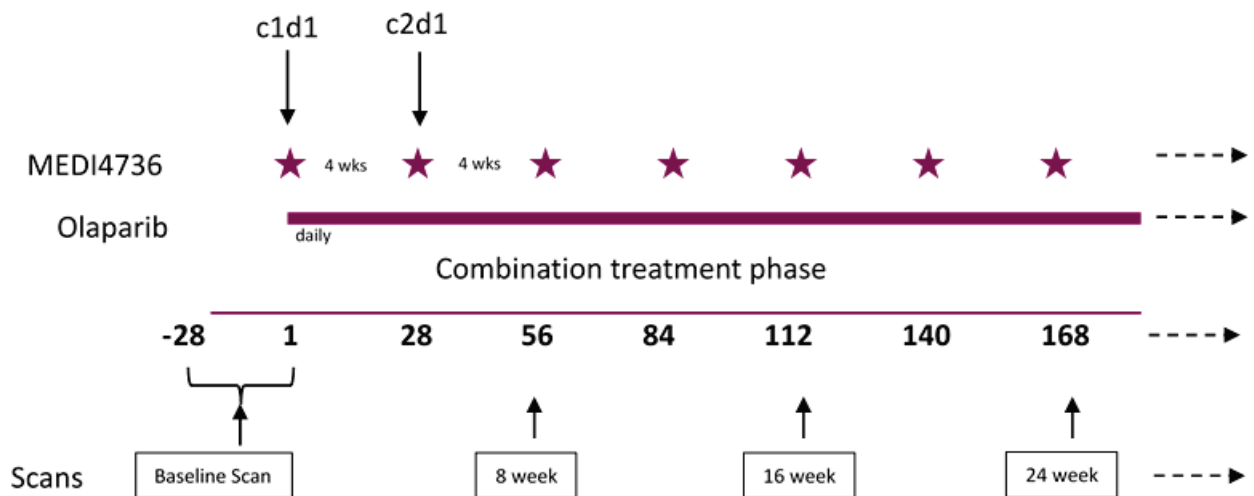 c1d1 c2d1
MEDI4736 4 wks 4 wks
Olaparib
daily
Combination treatment phase
-28 1 28 56 84 112 140 168
Scans Baseline Scan 8 week 16 week 24 week